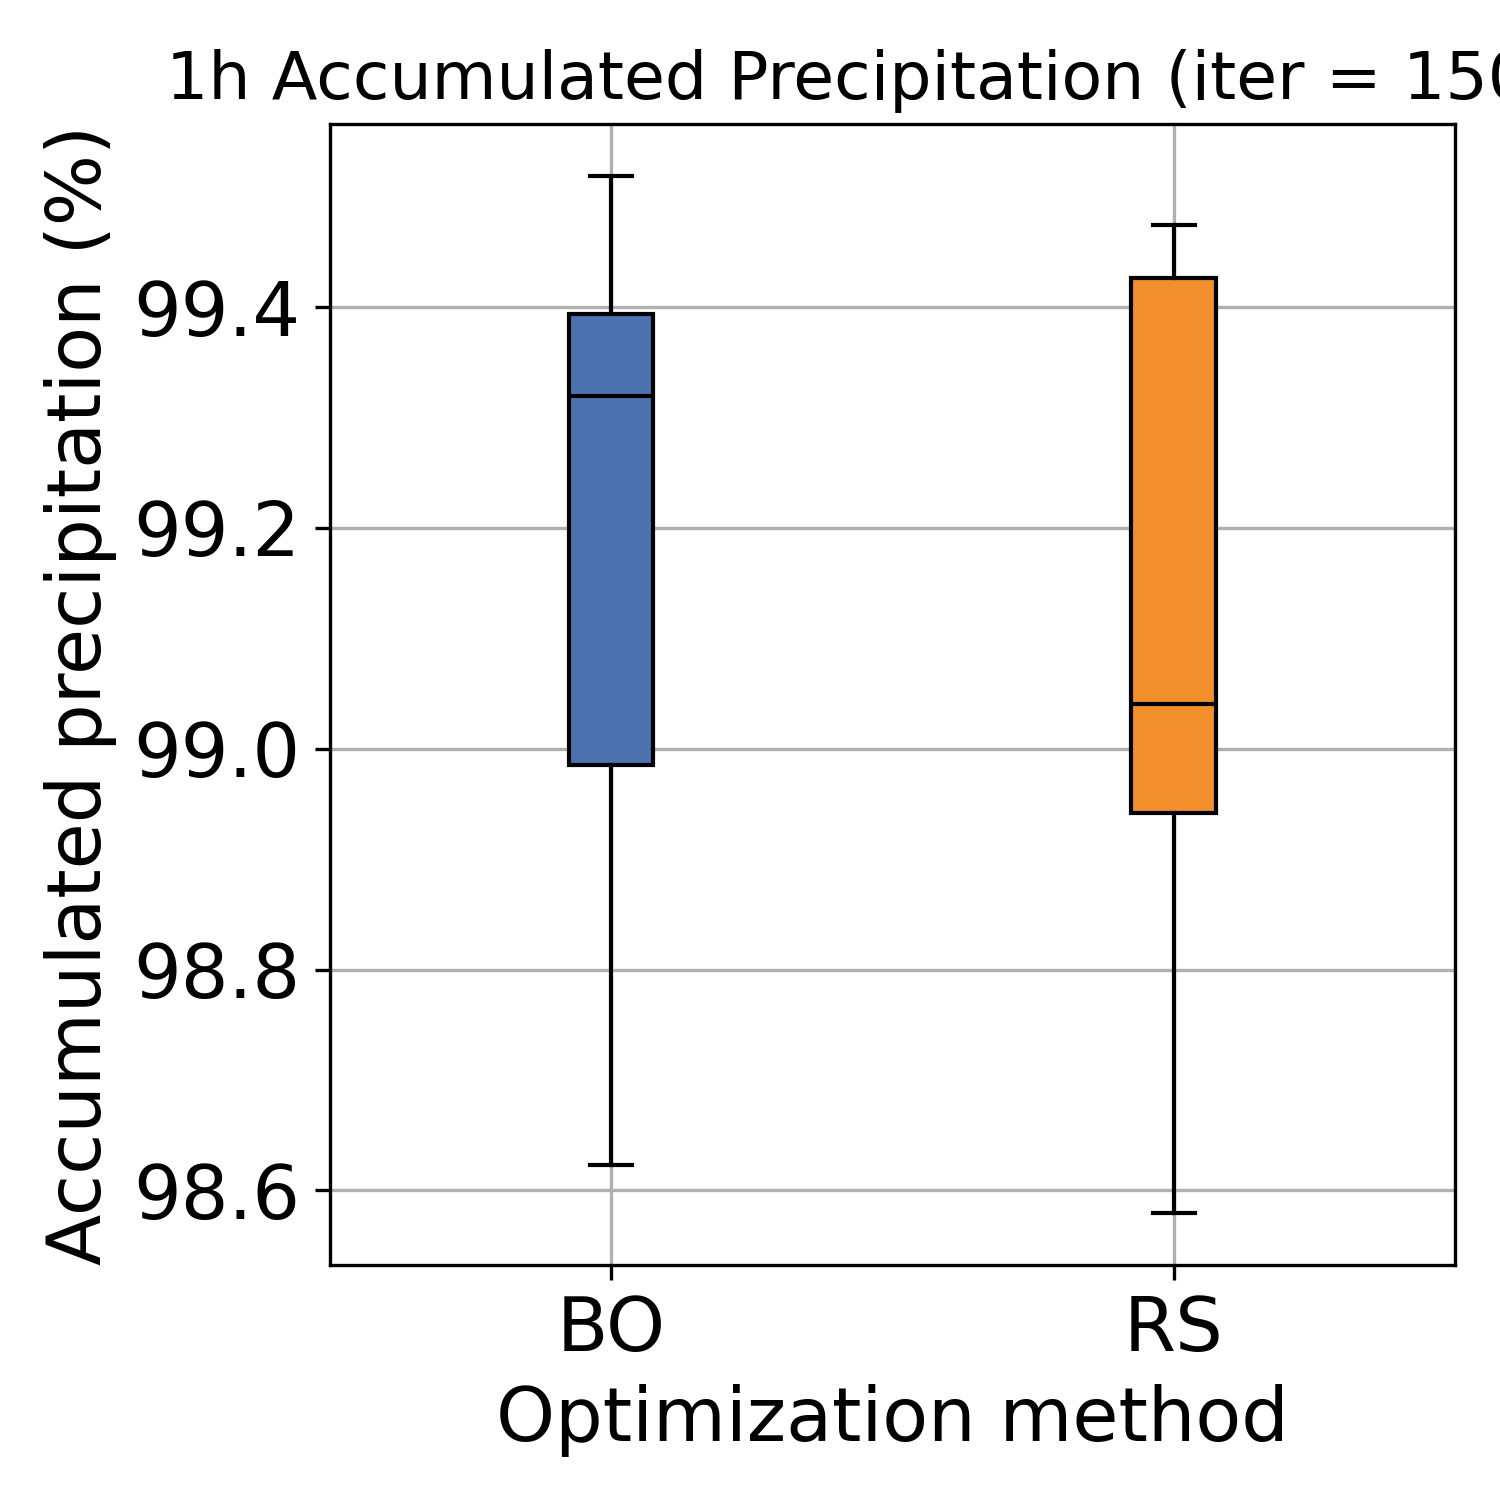 1h Accumulated Precipitation (iter = 150
Accumulated precipitation (%)
99.4
99.2
99.0
98.8
98.6
BO RS
Optimization method